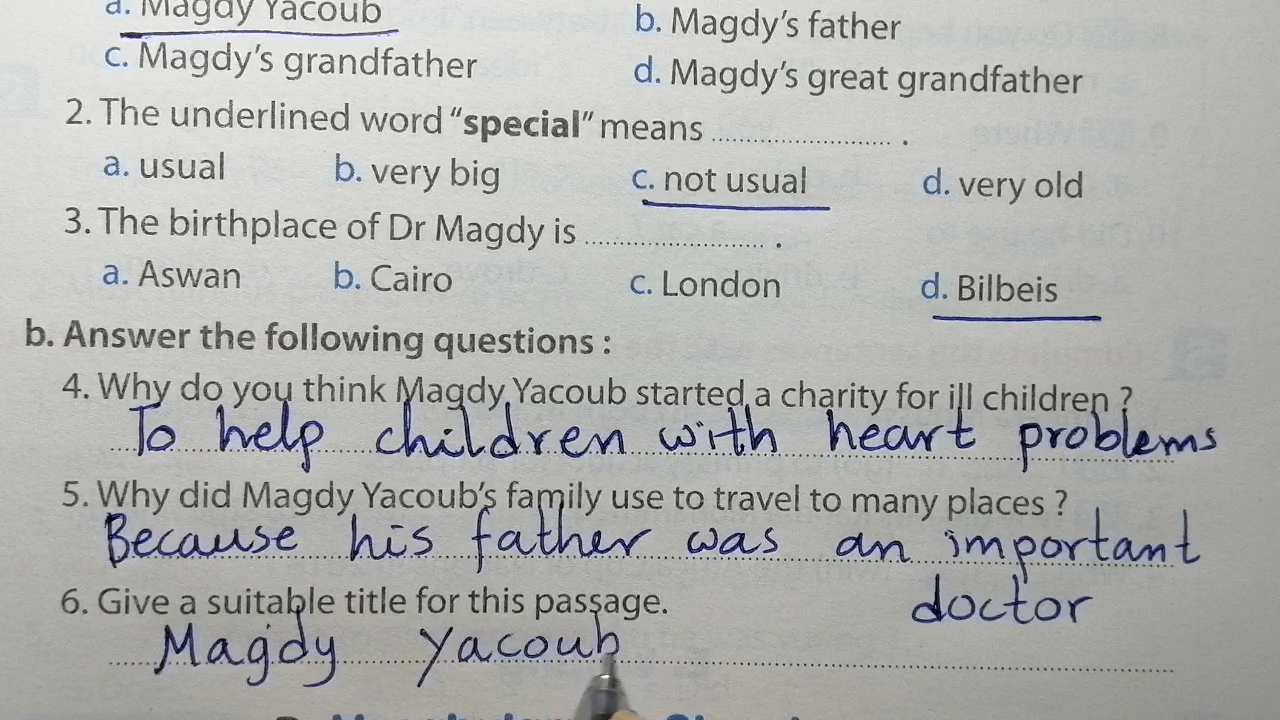 a. Magdy Yacoub b. Magdy's father
c. Magdy's grandfather d. Magdy's great grandfather
2. The underlined word "special" means .............................. .
a. usual b. very big c. not usual d. very old
3. The birthplace of Dr Magdy is .............................. .
a. Aswan b. Cairo c. London d. Bilbeis
b. Answer the following questions :
4. Why do you think Magdy Yacoub started a charity for ill children ?
To help children with heart problems
5. Why did Magdy Yacoub's family use to travel to many places ?
Because his father was an important
doctor
6. Give a suitable title for this passage.
Magdy Yacoub